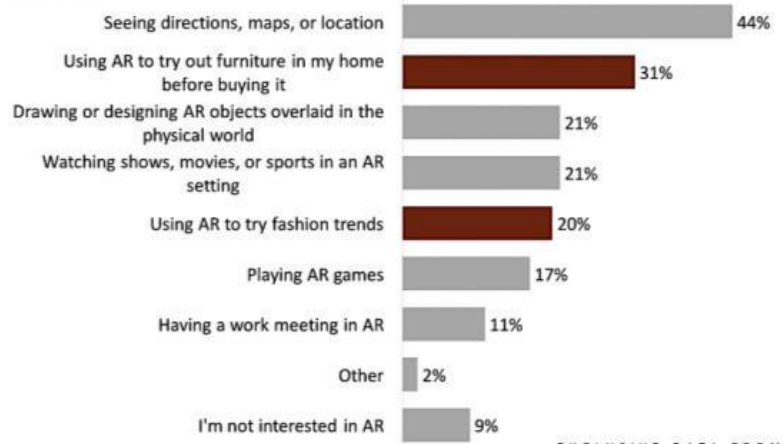 Seeing directions, maps, or location
44%
Using AR to try out furniture in my home
before buying it
31%
Drawing or designing AR objects overlaid in the
physical world
21%
Watching shows, movies, or sports in an AR
setting
21%
Using AR to try fashion trends
20%
Playing AR games
17%
Having a work meeting in AR
11%
Other
2%
I'm not interested in AR
9%